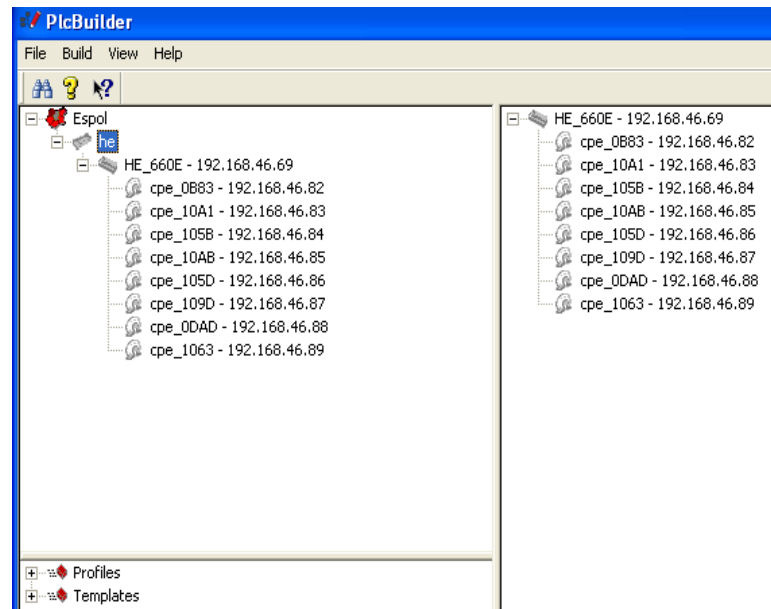 PlcBuilder
File Build View Help
Espol
he
HE_660E - 192.168.46.69
cpe_0B83 - 192.168.46.82
cpe_10A1 - 192.168.46.83
cpe_105B - 192.168.46.84
cpe_10AB - 192.168.46.85
cpe_105D - 192.168.46.86
cpe_109D - 192.168.46.87
cpe_0DAD - 192.168.46.88
cpe_1063 - 192.168.46.89
Profiles
Templates
HE_660E - 192.168.46.69
cpe_0B83 - 192.168.46.82
cpe_10A1 - 192.168.46.83
cpe_105B - 192.168.46.84
cpe_10AB - 192.168.46.85
cpe_105D - 192.168.46.86
cpe_109D - 192.168.46.87
cpe_0DAD - 192.168.46.88
cpe_1063 - 192.168.46.89